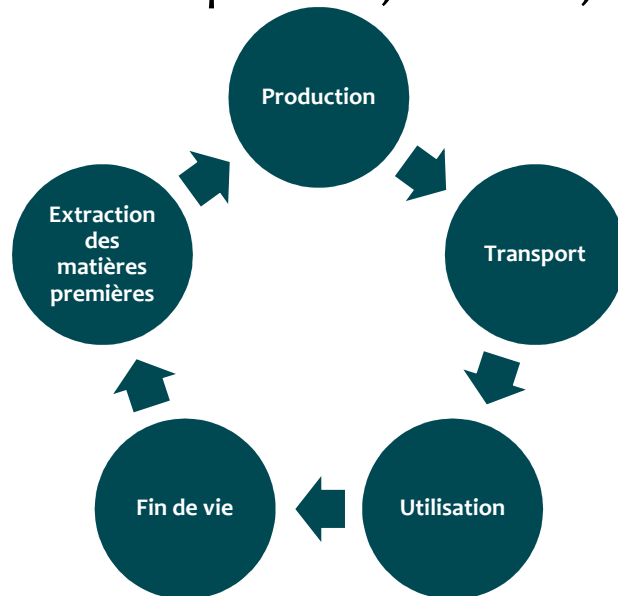 Production
Transport
Utilisation
Fin de vie
Extraction
des
matières
premières